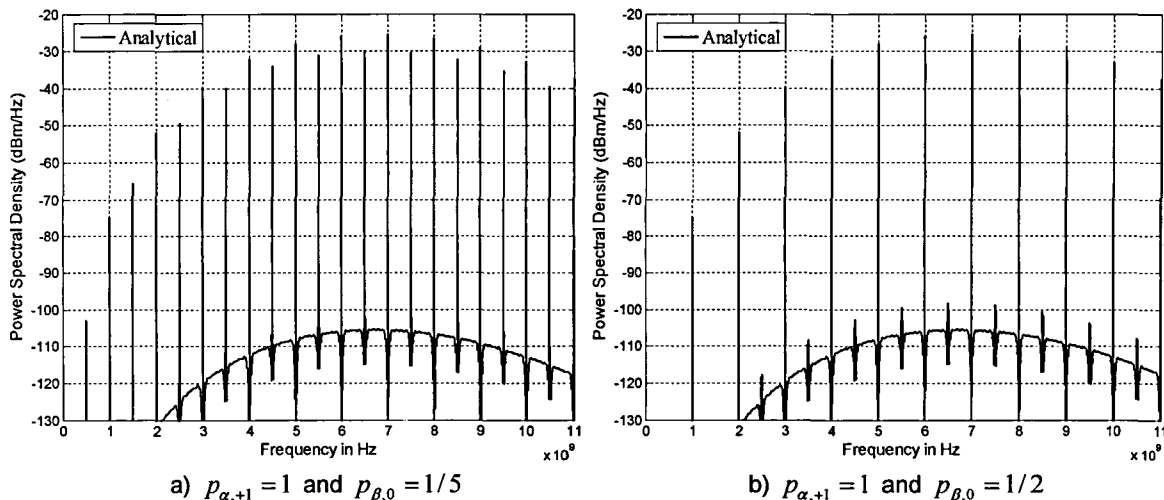 -20
-30
-40
-50
-60
-70
-80
-90
-100
-110
-120
-130
Power Spectral Density (dBm/Hz)
Analytical
0 1 2 3 4 5 6 7 8 9 10 11
Frequency in Hz
x 10^9
a) p_{α,+1} = 1 and p_{β,0} = 1/5
-20
-30
-40
-50
-60
-70
-80
-90
-100
-110
-120
-130
Power Spectral Density (dBm/Hz)
Analytical
0 1 2 3 4 5 6 7 8 9 10 11
Frequency in Hz
x 10^9
b) p_{α,+1} = 1 and p_{β,0} = 1/2